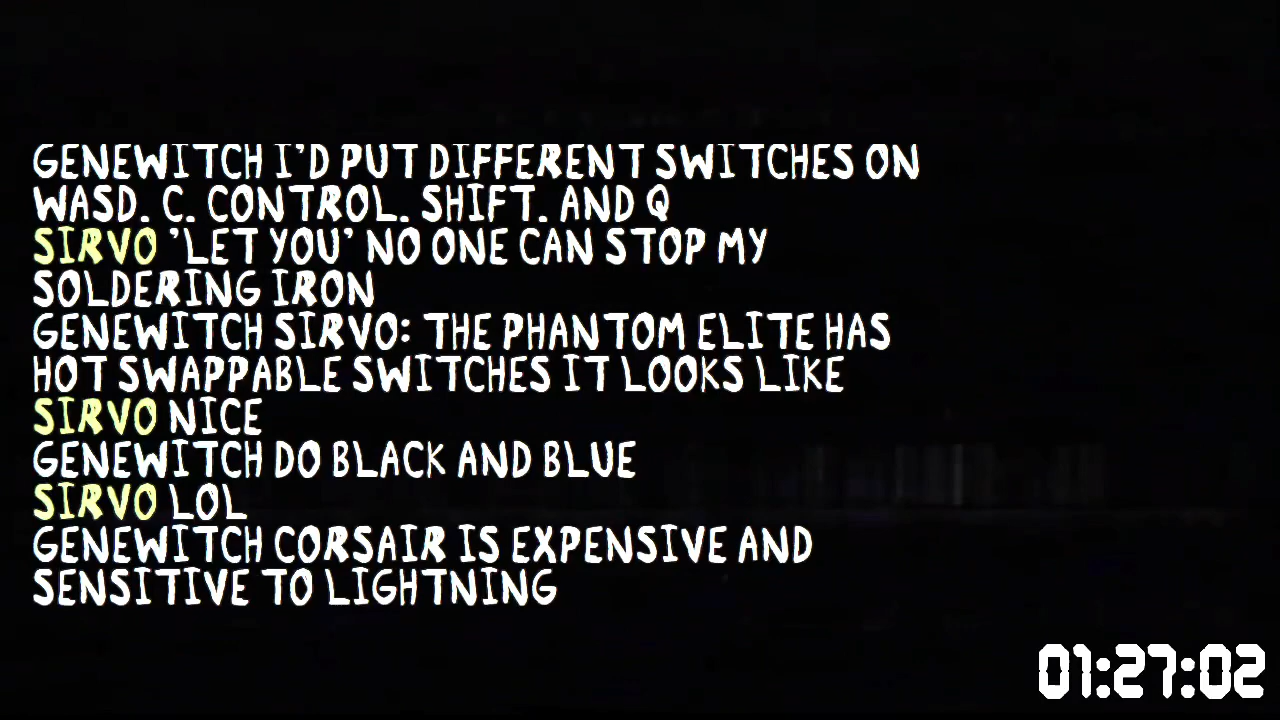 GENEWITCH I'D PUT DIFFERENT SWITCHES ON
WASD. C. CONTROL. SHIFT. AND Q
SIRVO 'LET YOU' NO ONE CAN STOP MY
SOLDERING IRON
GENEWITCH SIRVO: THE PHANTOM ELITE HAS
HOT SWAPPABLE SWITCHES IT LOOKS LIKE
SIRVO NICE
GENEWITCH DO BLACK AND BLUE
SIRVO LOL
GENEWITCH CORSAIR IS EXPENSIVE AND
SENSITIVE TO LIGHTNING
01:27:02